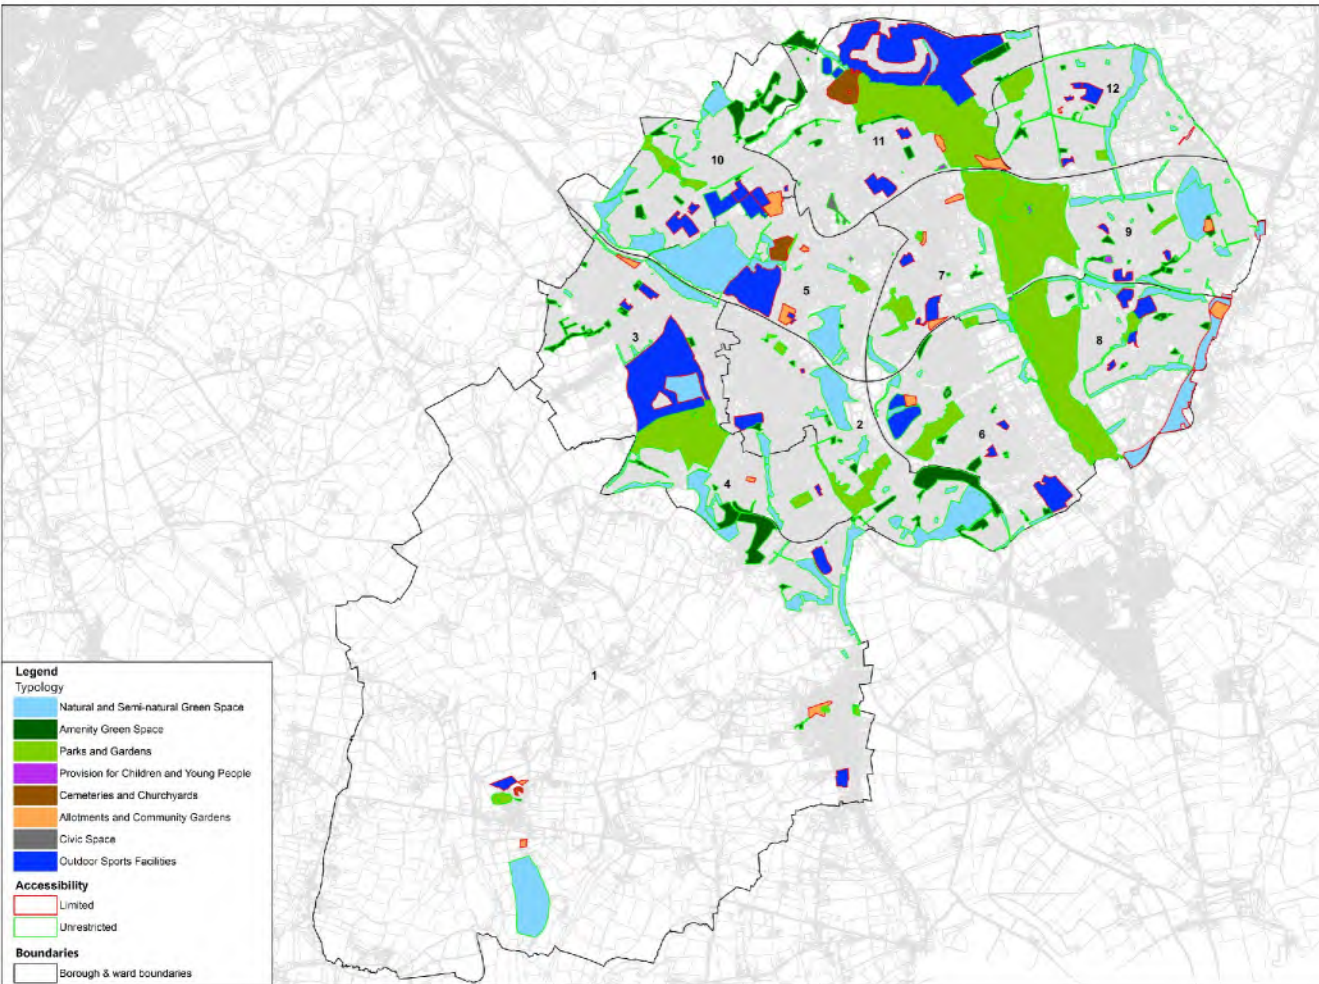 12
11
10
9
5
7
3
8
2
6
4
1
Legend
Typology
Natural and Semi-natural Green Space
Amenity Green Space
Parks and Gardens
Provision for Children and Young People
Cemeteries and Churchyards
Allotments and Community Gardens
Civic Space
Outdoor Sports Facilities
Accessibility
Limited
Unrestricted
Boundaries
Borough & ward boundaries